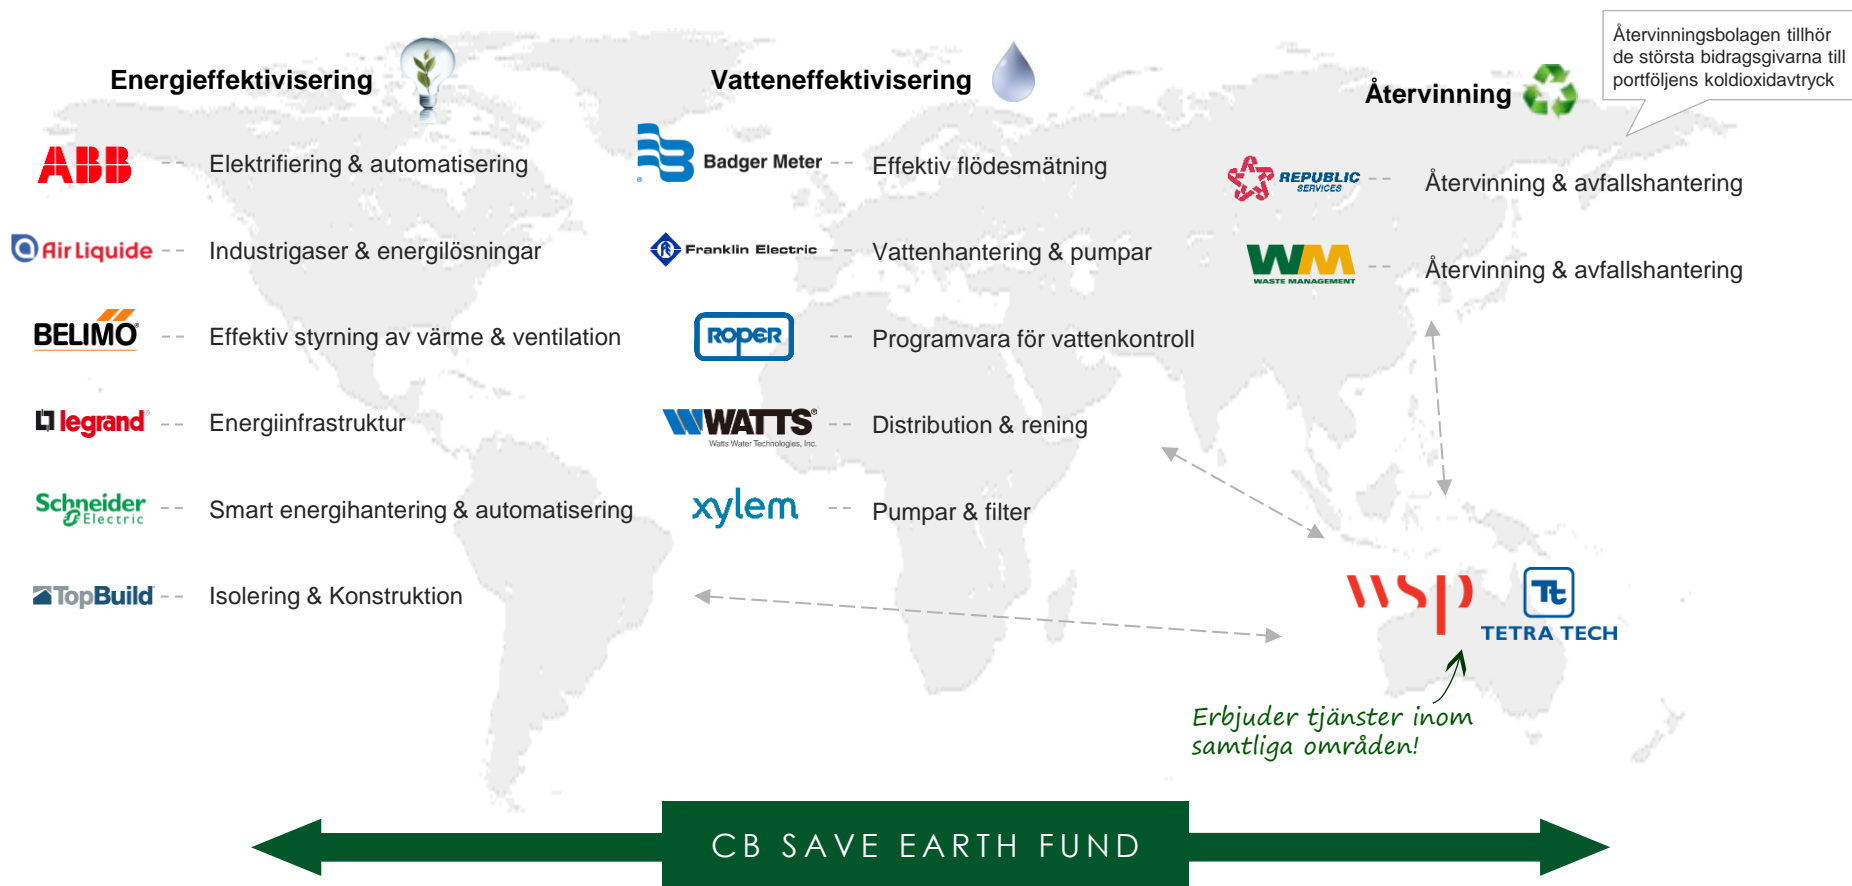 Energieffektivisering
ABB
Elektrifiering & automatisering
Air Liquide
Industrigaser & energilösningar
BELIMO®
Effektiv styrning av värme & ventilation
legrand®
Energiinfrastruktur
Schneider
Electric
Smart energihantering & automatisering
TopBuild
Isolering & Konstruktion
Vatteneffektivisering
Badger Meter
®
Effektiv flödesmätning
Franklin Electric
Vattenhantering & pumpar
ROPER
Programvara för vattenkontroll
WATTS®
Watts Water Technologies, Inc.
Distribution & rening
xylem
Pumpar & filter
Återvinning
Återvinningsbolagen tillhör
de största bidragsgivarna till
portföljens koldioxidavtryck
REPUBLIC
SERVICES
Återvinning & avfallshantering
WM
WASTE MANAGEMENT
Återvinning & avfallshantering
wsp
Tt
TETRA TECH
Erbjuder tjänster inom
samtliga områden!
CB SAVE EARTH FUND